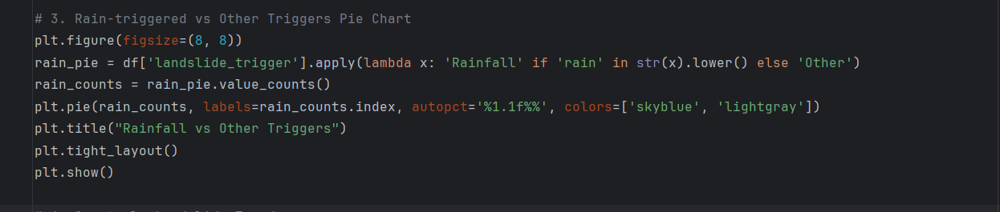 # 3. Rain-triggered vs Other Triggers Pie Chart
plt.figure(figsize=(8, 8))
rain_pie = df['landslide_trigger'].apply(lambda x: 'Rainfall' if 'rain' in str(x).lower() else 'Other')
rain_counts = rain_pie.value_counts()
plt.pie(rain_counts, labels=rain_counts.index, autopct='%1.1f%%', colors=['skyblue', 'lightgray'])
plt.title("Rainfall vs Other Triggers")
plt.tight_layout()
plt.show()